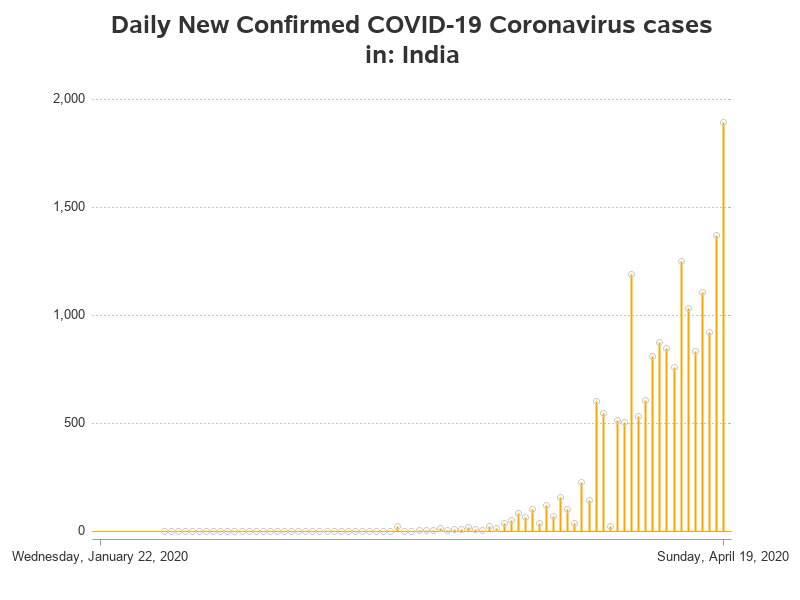 Daily New Confirmed COVID-19 Coronavirus cases
in: India
2,000
1,500
1,000
500
0
Wednesday, January 22, 2020
Sunday, April 19, 2020